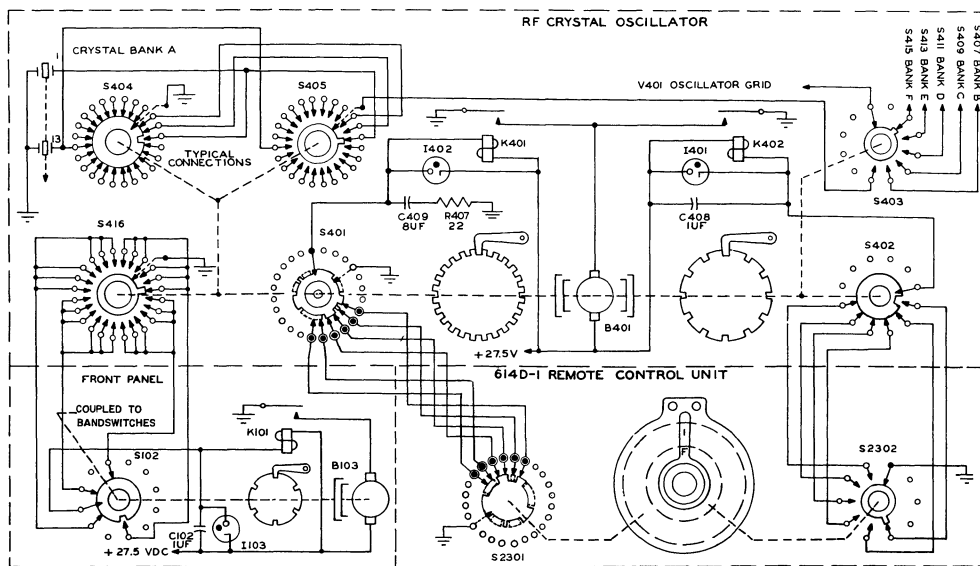 RF CRYSTAL OSCILLATOR
CRYSTAL BANK A
1
13
S404
S405
TYPICAL
CONNECTIONS
V401 OSCILLATOR GRID
S415 BANK F
S413 BANK E
S411 BANK D
S409 BANK C
S407 BANK B
S403
K401
I402
C409
8UF
R407
22
I401
K402
C408
1UF
S416
S401
B401
S402
+27.5V
FRONT PANEL
614D-1 REMOTE CONTROL UNIT
COUPLED TO
BANDSWITCHES
S102
K101
B103
C102
1UF
I103
+ 27.5 VDC
S2301
1
F
S2302